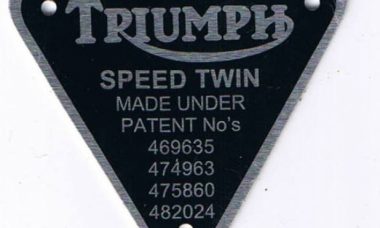 TRIUMPH
SPEED TWIN
MADE UNDER
PATENT No's
469635
474963
475860
482024